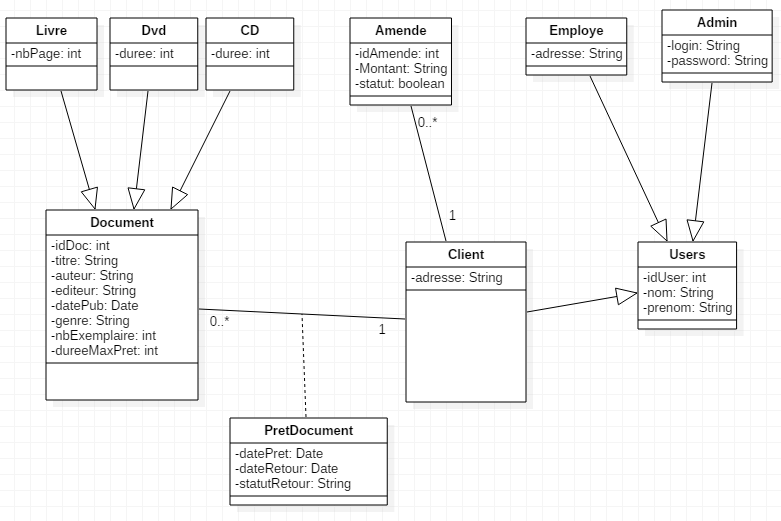 Livre
-nbPage: int
Dvd
-duree: int
CD
-duree: int
Amende
-idAmende: int
-Montant: String
-statut: boolean
Employe
-adresse: String
Admin
-login: String
-password: String
0..*
1
Document
-idDoc: int
-titre: String
-auteur: String
-editeur: String
-datePub: Date
-genre: String
-nbExemplaire: int
-dureeMaxPret: int
Client
-adresse: String
Users
-idUser: int
-nom: String
-prenom: String
0..*
1
PretDocument
-datePret: Date
-dateRetour: Date
-statutRetour: String